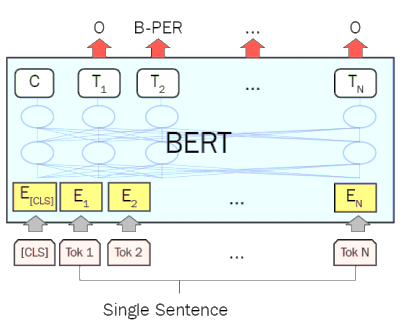 O B-PER ... O
C T1 T2 ... TN
BERT
E[CLS] E1 E2 ... EN
[CLS] Tok 1 Tok 2 ... Tok N
Single Sentence